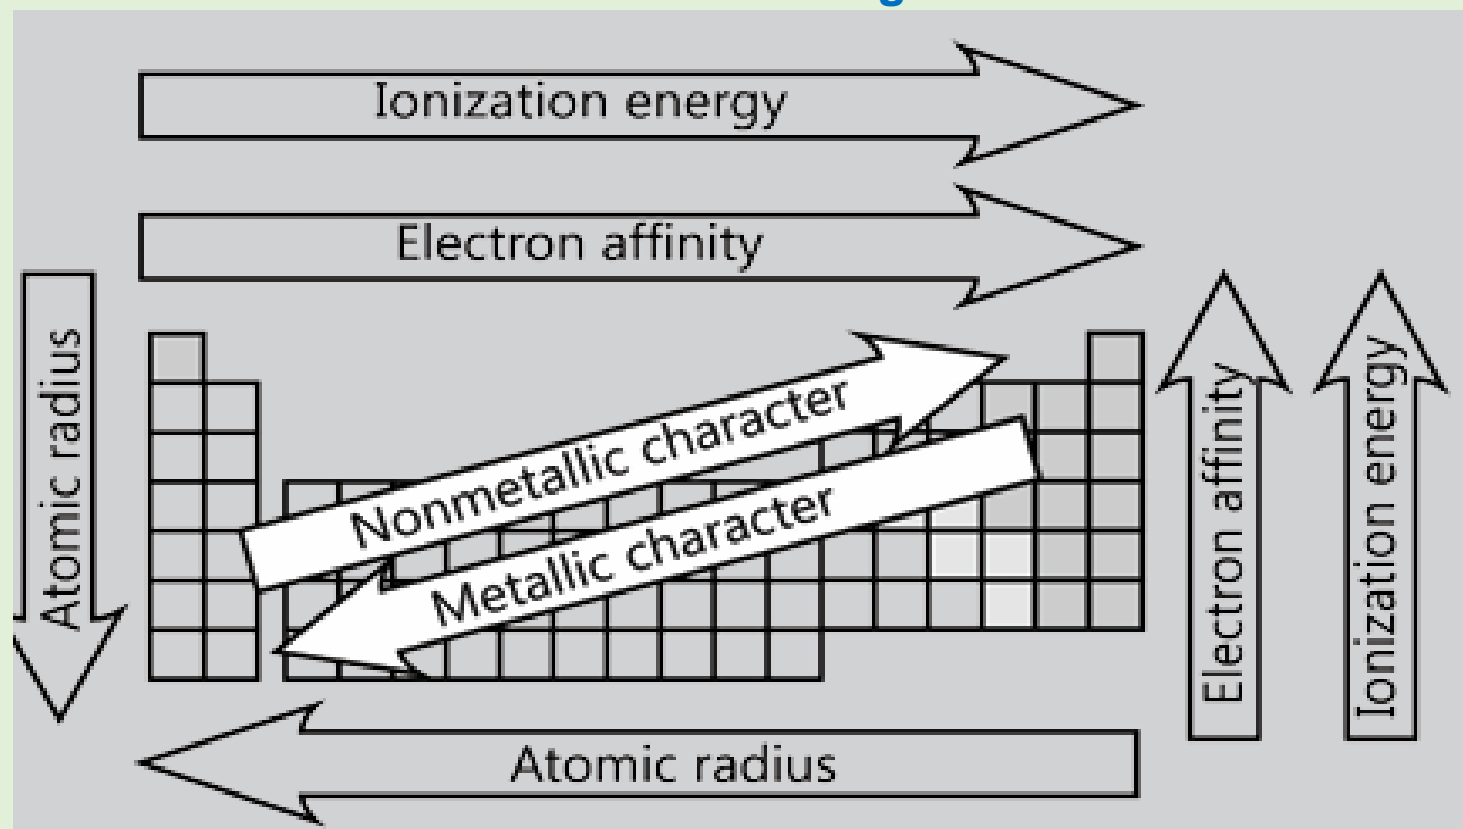 Ionization energy
Electron affinity
Atomic radius
Nonmetallic character
Metallic character
Electron affinity
Ionization energy
Atomic radius